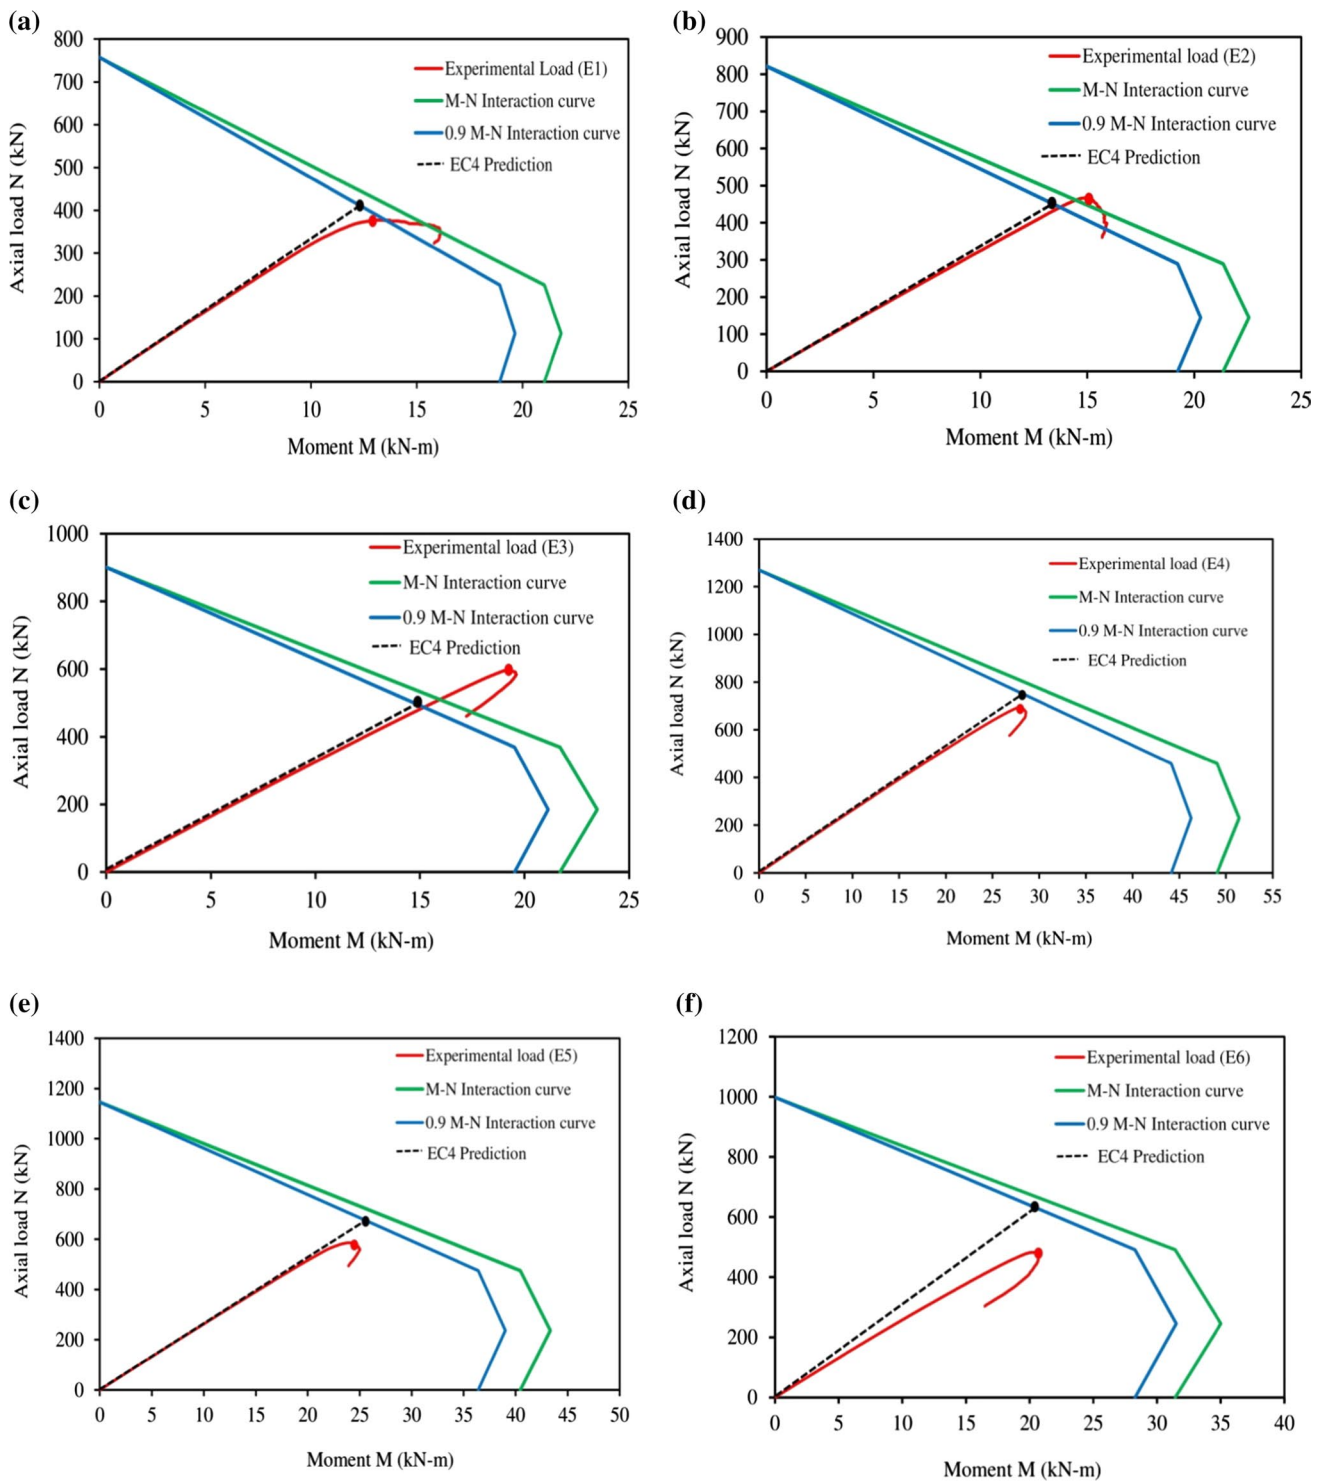 (a)
800
700
600
500
400
300
200
100
0
Axial load N (kN)
Experimental Load (E1)
M-N Interaction curve
0.9 M-N Interaction curve
EC4 Prediction
0 5 10 15 20 25
Moment M (kN-m)
(b)
900
800
700
600
500
400
300
200
100
0
Axial load N (kN)
Experimental load (E2)
M-N Interaction curve
0.9 M-N Interaction curve
EC4 Prediction
0 5 10 15 20 25
Moment M (kN-m)
(c)
1000
800
600
400
200
0
Axial load N (kN)
Experimental load (E3)
M-N Interaction curve
0.9 M-N Interaction curve
EC4 Prediction
0 5 10 15 20 25
Moment M (kN-m)
(d)
1400
1200
1000
800
600
400
200
0
Axial load N (kN)
Experimental load (E4)
M-N Interaction curve
0.9 M-N Interaction curve
EC4 Prediction
0 5 10 15 20 25 30 35 40 45 50 55
Moment M (kN-m)
(e)
1400
1200
1000
800
600
400
200
0
Axial load N (kN)
Experimental load (E5)
M-N Interaction curve
0.9 M-N Interaction curve
EC4 Prediction
0 5 10 15 20 25 30 35 40 45 50
Moment M (kN-m)
(f)
1200
1000
800
600
400
200
0
Axial load N (kN)
Experimental load (E6)
M-N Interaction curve
0.9 M-N Interaction curve
EC4 Prediction
0 5 10 15 20 25 30 35 40
Moment M (kN-m)